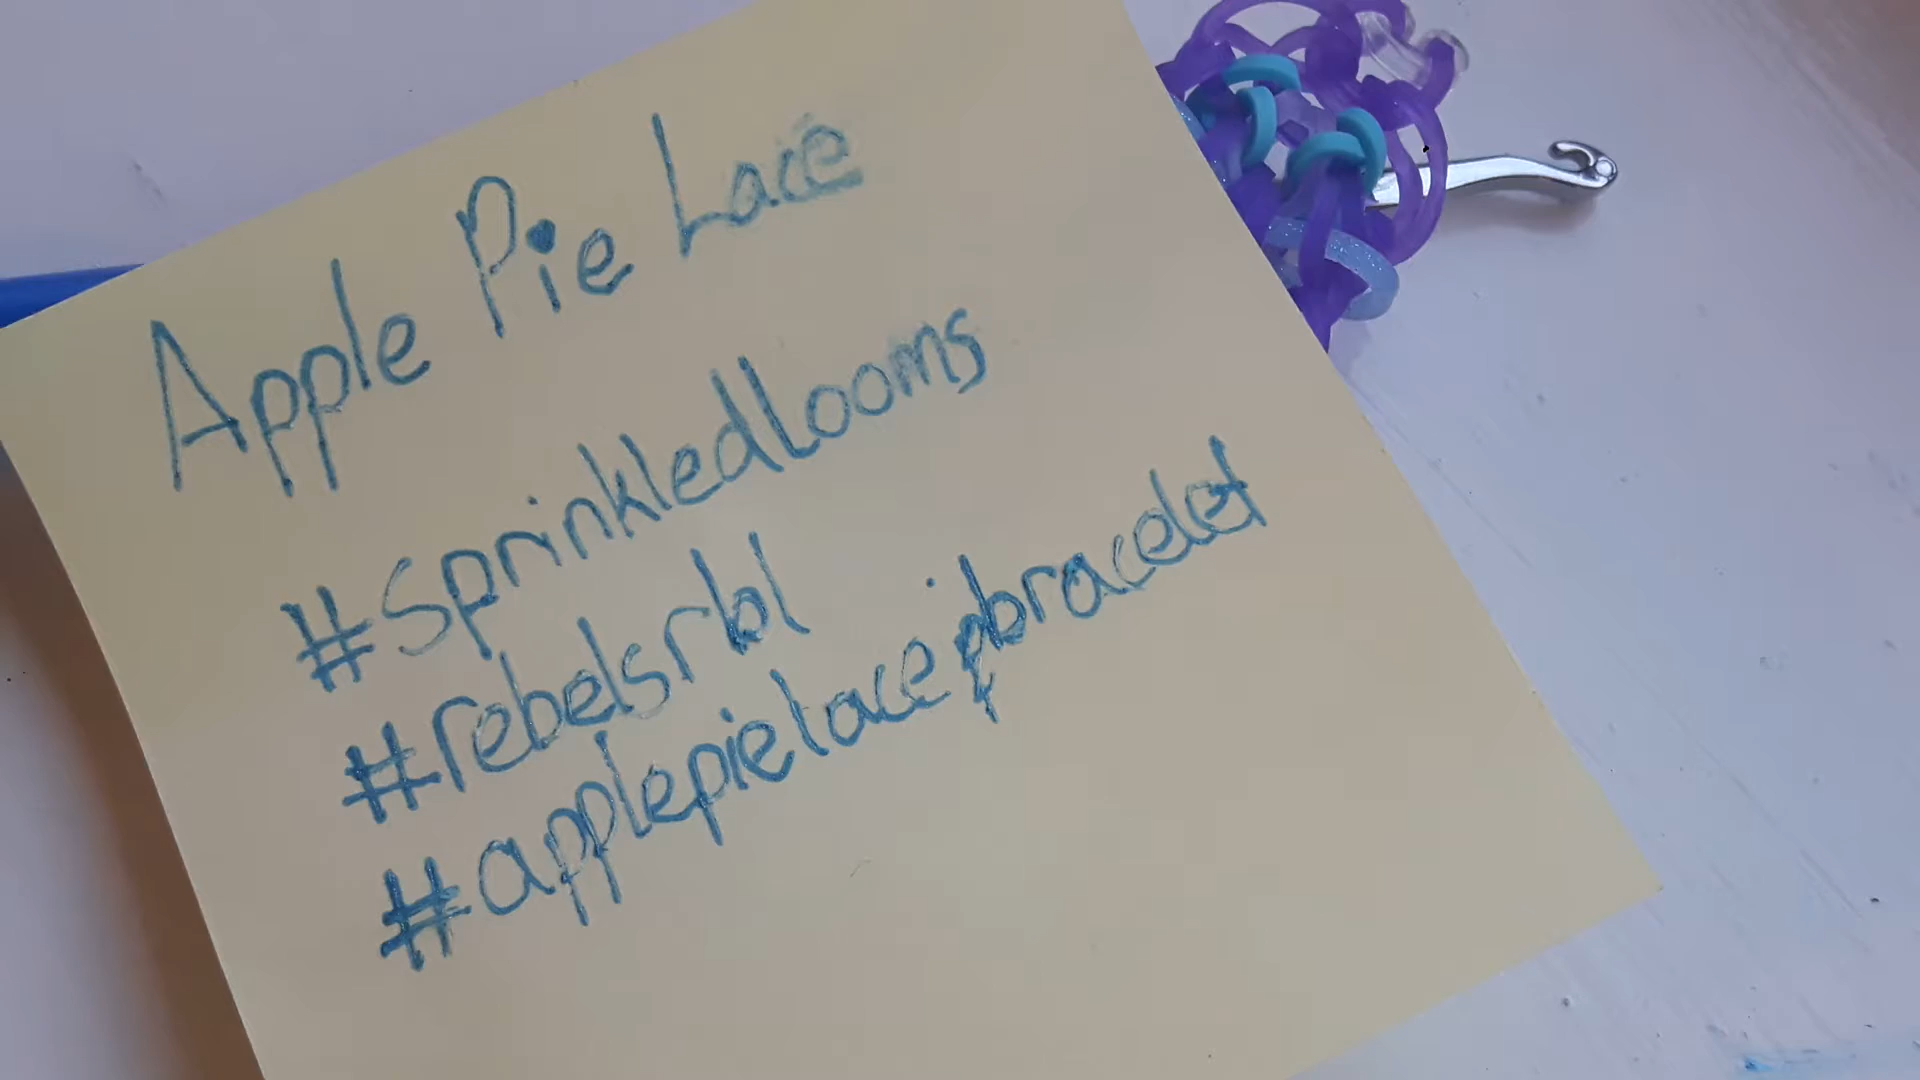 Apple Pie Lace
#sprinkledLooms
#rebelsrbl
#applepielacebracelet